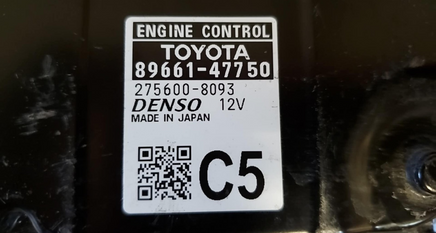 ENGINE CONTROL
TOYOTA
89661-47750
275600-8093
DENSO 12V
MADE IN JAPAN
C5